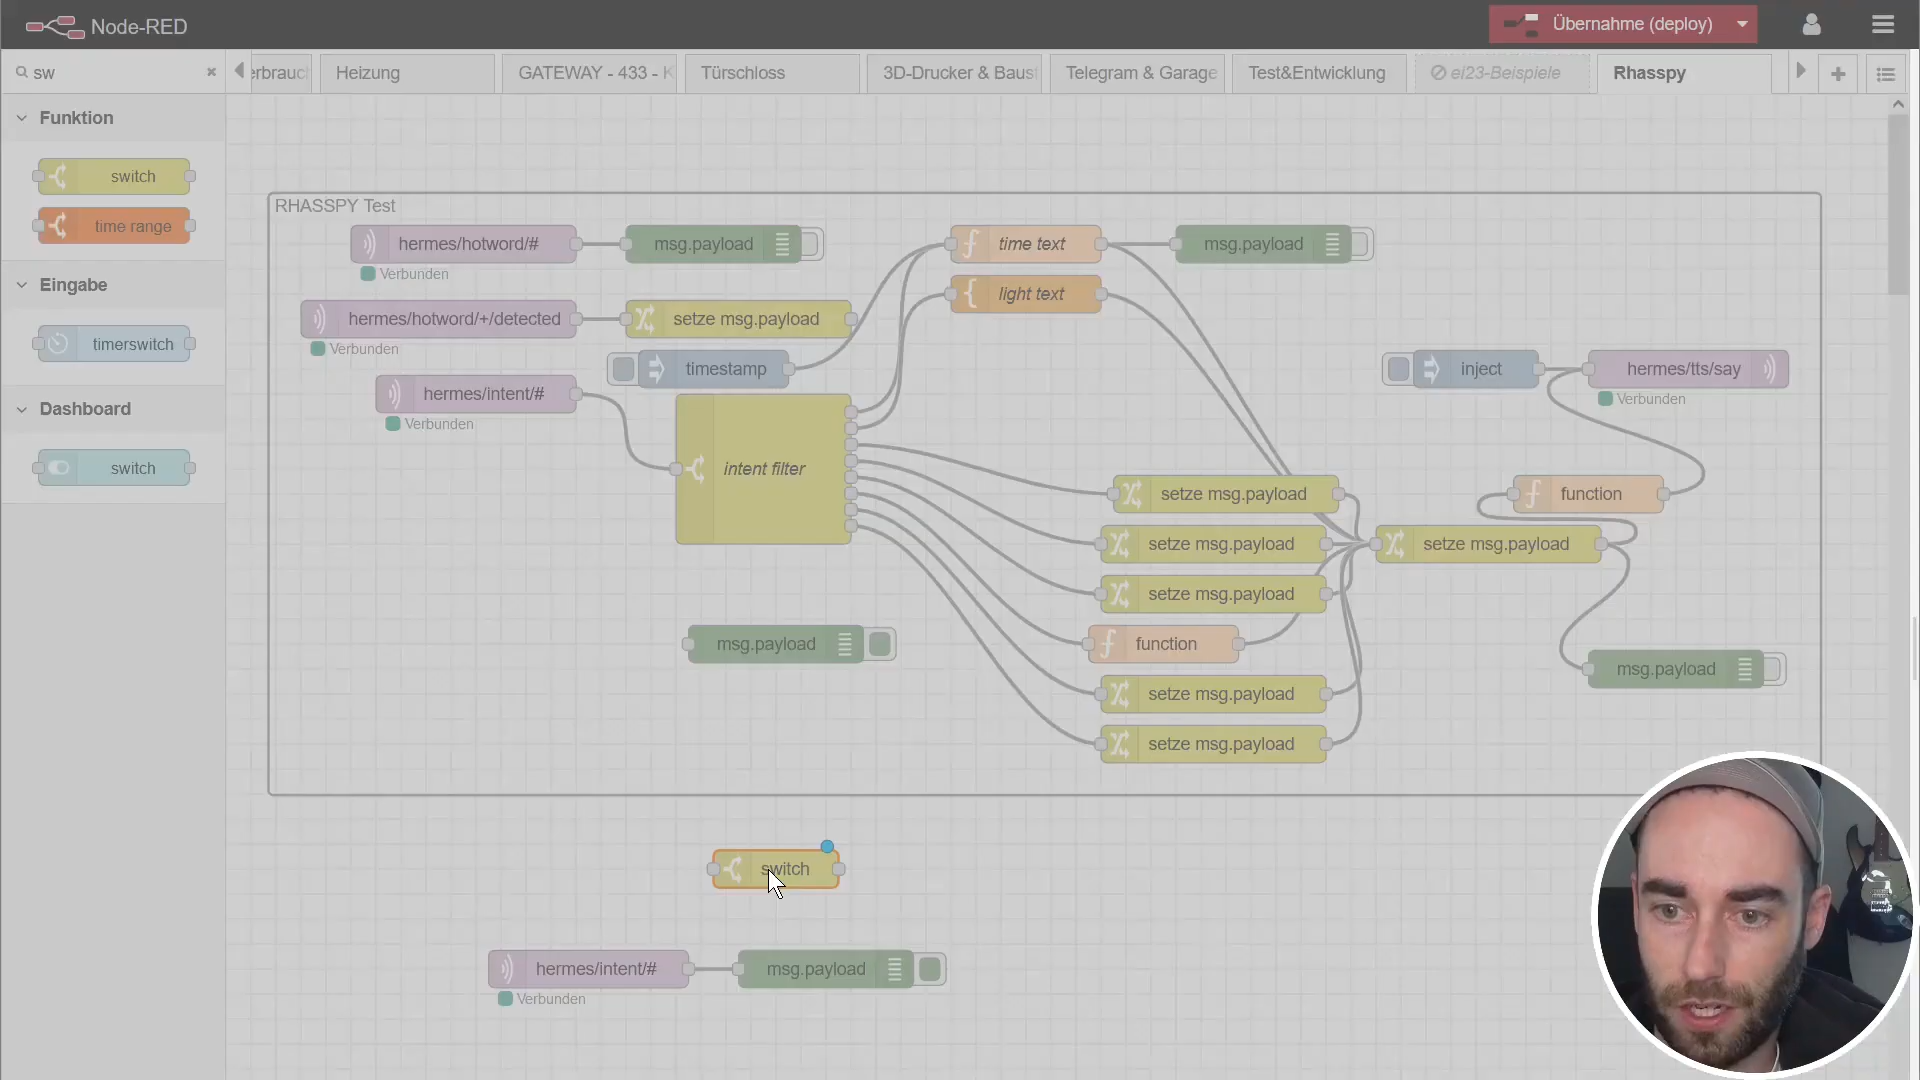 Node-RED
Übernahme (deploy)
sw
erbrauc
Heizung
GATEWAY - 433 - K
Türschloss
3D-Drucker & Baust
Telegram & Garage
Test&Entwicklung
ei23-Beispiele
Rhasspy
Funktion
switch
time range
Eingabe
timerswitch
Dashboard
switch
RHASSPY Test
hermes/hotword/#
Verbunden
msg.payload
time text
msg.payload
light text
hermes/hotword/+/detected
Verbunden
setze msg.payload
timestamp
inject
hermes/tts/say
Verbunden
hermes/intent/#
Verbunden
intent filter
setze msg.payload
function
setze msg.payload
setze msg.payload
setze msg.payload
msg.payload
function
msg.payload
setze msg.payload
setze msg.payload
switch
hermes/intent/#
Verbunden
msg.payload